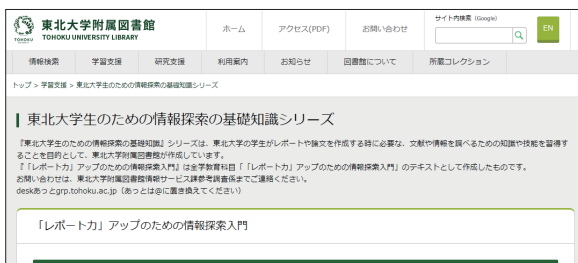 東北大学附属図書館
TOHOKU UNIVERSITY LIBRARY
TOHOKU
ホーム
アクセス(PDF)
お問い合わせ
サイト内検索 (Google)
EN
情報検索
学習支援
研究支援
利用案内
お知らせ
図書館について
所蔵コレクション
トップ > 学習支援 > 東北大学生のための情報探索の基礎知識シリーズ
東北大学生のための情報探索の基礎知識シリーズ
『東北大学生のための情報探索の基礎知識』シリーズは、東北大学の学生がレポートや論文を作成する時に必要な、文献や情報を調べるための知識や技能を習得す
ることを目的として、東北大学附属図書館が作成しています。
『「レポート力」アップのための情報探索入門』は全学教育科目「「レポート力」アップのための情報探索入門」のテキストとして作成したものです。
お問い合わせは、東北大学附属図書館情報サービス課参考調査係までご連絡ください。
deskあっとgrp.tohoku.ac.jp（あっとは@に置き換えてください）
「レポート力」アップのための情報探索入門